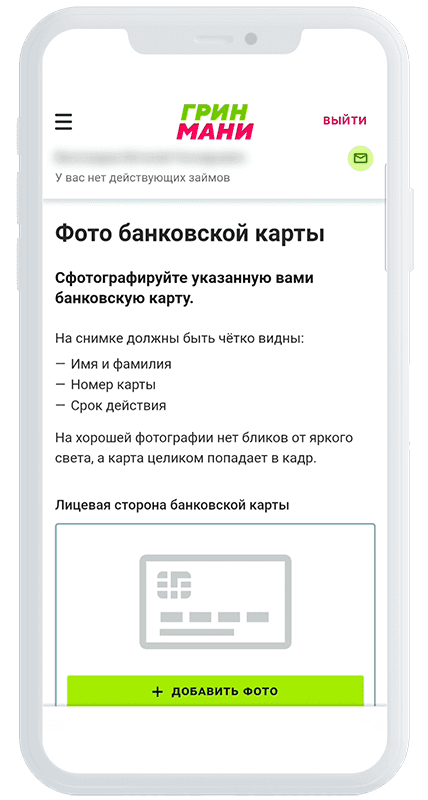 ГРИН
МАНИ
ВЫЙТИ
У вас нет действующих займов
Фото банковской карты
Сфотографируйте указанную вами
банковскую карту.
На снимке должны быть чётко видны:
— Имя и фамилия
— Номер карты
— Срок действия
На хорошей фотографии нет бликов от яркого
света, а карта целиком попадает в кадр.
Лицевая сторона банковской карты
+ ДОБАВИТЬ ФОТО